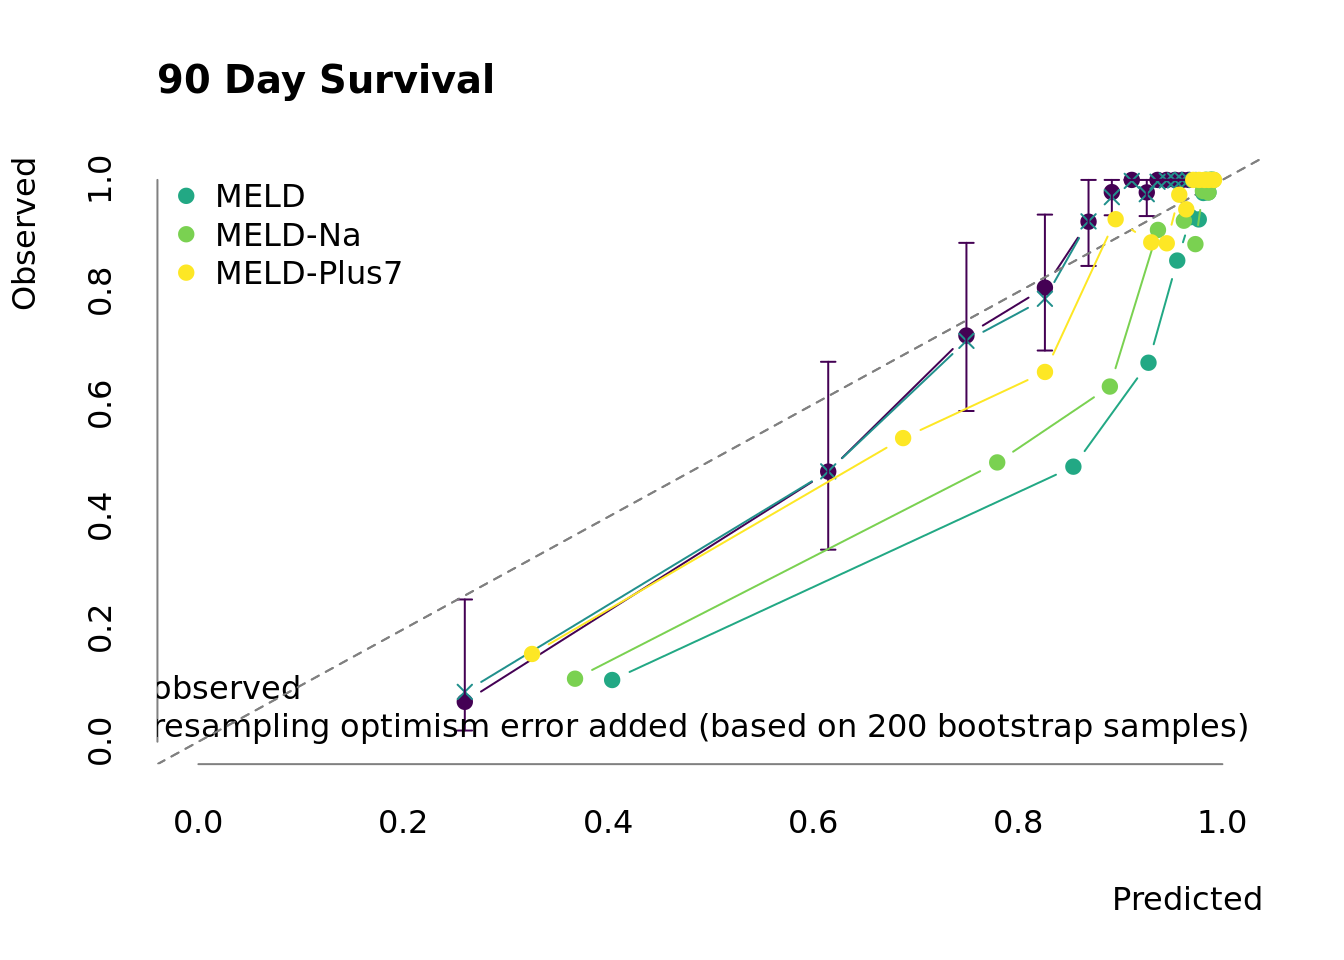 90 Day Survival
Observed
1.0
0.8
0.6
0.4
0.2
0.0
MELD
MELD-Na
MELD-Plus7
observed
resampling optimism error added (based on 200 bootstrap samples)
0.0 0.2 0.4 0.6 0.8 1.0
Predicted